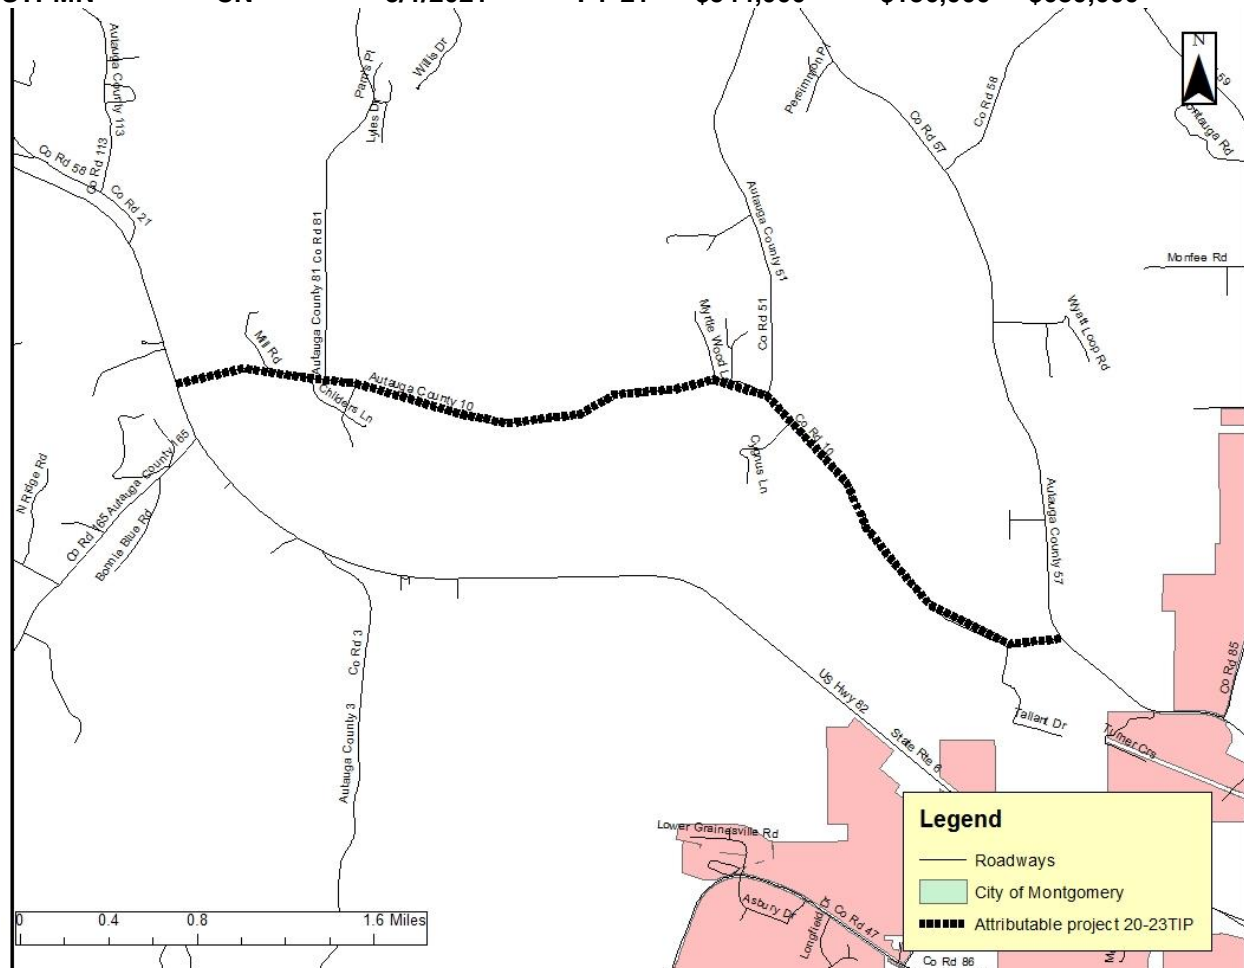 Autauga County 113
Pam's Pl
Willis Dr
Lyles Dr
Persimmon Pl
Co Rd 58
N
59
Co Rd 57
Co Rd 58
Co Rd 113
Co Rd 21
Autauga County 51
Monfee Rd
Autauga County 81 Co Rd 81
Mill Rd
Myrtle Wood L
Co Rd 51
Wyatt Loop Rd
Autauga County 10
Childers Ln
Co Rd 10
Cygnus Ln
N Ridge Rd
Co Rd 165 Autauga County 165
Bonnie Blue Rd
Autauga County 57
Co Rd 3
Autauga County 3
US Hwy 82
State Rte 6
Tallant Dr
Turner Crs
Co Rd 85
Lower Grainesville Rd
Asbury Dr
Longfield
Co Rd 47
Co Rd 86
Legend
Roadways
City of Montgomery
Attributable project 20-23TIP
0 0.4 0.8 1.6 Miles